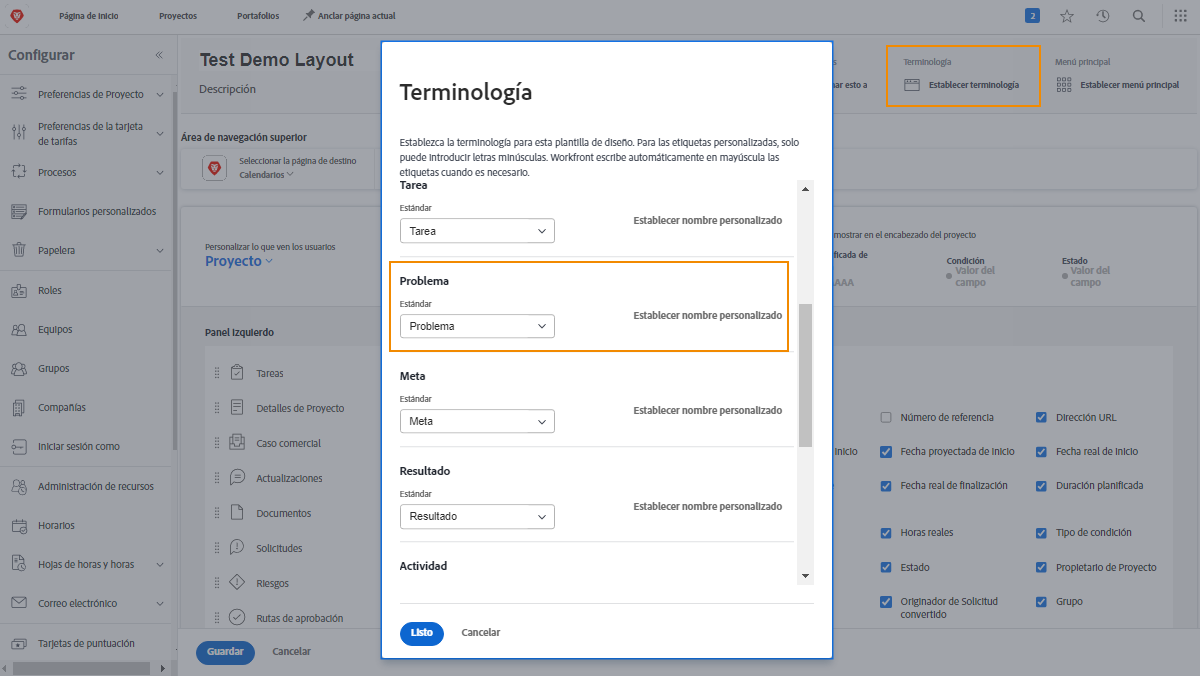 Página de Inicio
Proyectos
Portafolios
Anclar página actual
2
Configurar
Preferencias de Proyecto
Preferencias de la tarjeta
de tarifas
Procesos
Formularios personalizados
Papelera
Roles
Equipos
Grupos
Compañías
Iniciar sesión como
Administración de recursos
Horarios
Hojas de horas y horas
Correo electrónico
Tarjetas de puntuación
Test Demo Layout
Descripción
Terminología
Establecer terminología
Menú principal
Establecer menú principal
nar esto a
Área de navegación superior
Seleccionar la página de destino
Calendarios
Personalizar lo que ven los usuarios
Proyecto
mostrar en el encabezado del proyecto
ificada de
AAA
Condición
Valor del
campo
Estado
Valor del
campo
Panel izquierdo
Tareas
Detalles de Proyecto
Caso comercial
Actualizaciones
Documentos
Solicitudes
Riesgos
Rutas de aprobación
Guardar
Cancelar
Terminología
Establezca la terminología para esta plantilla de diseño. Para las etiquetas personalizadas, solo
puede introducir letras minúsculas. Workfront escribe automáticamente en mayúscula las
etiquetas cuando es necesario.
Tarea
Estándar
Tarea
Establecer nombre personalizado
Problema
Estándar
Problema
Establecer nombre personalizado
Meta
Estándar
Meta
Establecer nombre personalizado
Resultado
Estándar
Resultado
Establecer nombre personalizado
Actividad
Listo
Cancelar
Número de referencia
Dirección URL
Inicio
Fecha proyectada de Inicio
Fecha real de Inicio
Fecha real de finalización
Duración planificada
Horas reales
Tipo de condición
Estado
Propietario de Proyecto
Originador de Solicitud
convertido
Grupo